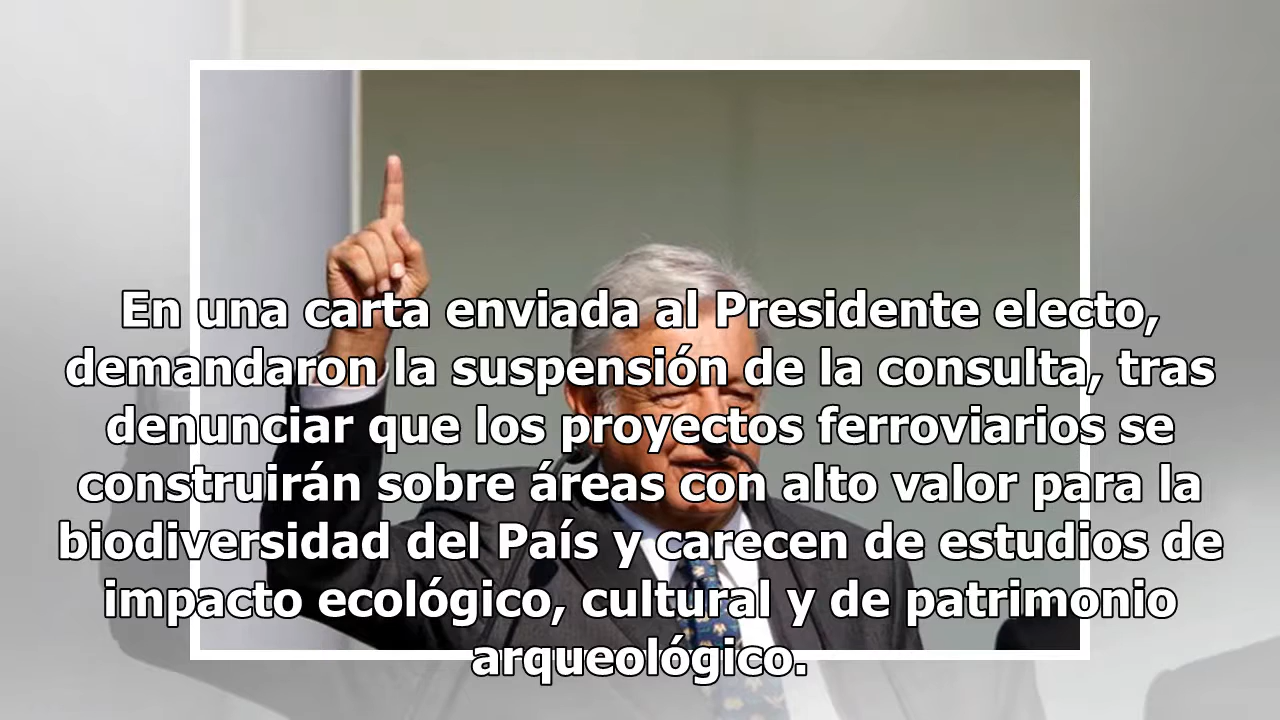 En una carta enviada al Presidente electo,
demandaron la suspensión de la consulta, tras
denunciar que los proyectos ferroviarios se
construirán sobre áreas con alto valor para la
biodiversidad del País y carecen de estudios de
impacto ecológico, cultural y de patrimonio
arqueológico.